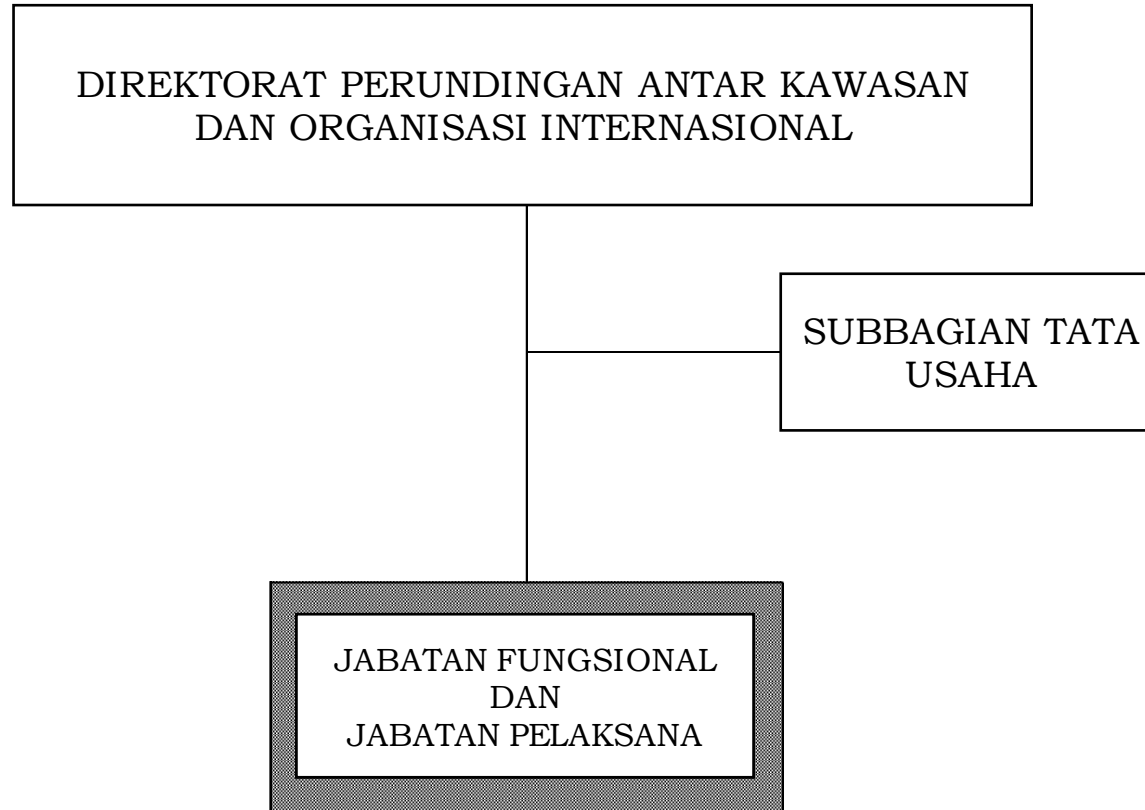 DIREKTORAT PERUNDINGAN ANTAR KAWASAN
DAN ORGANISASI INTERNASIONAL
SUBBAGIAN TATA
USAHA
JABATAN FUNGSIONAL
DAN
JABATAN PELAKSANA